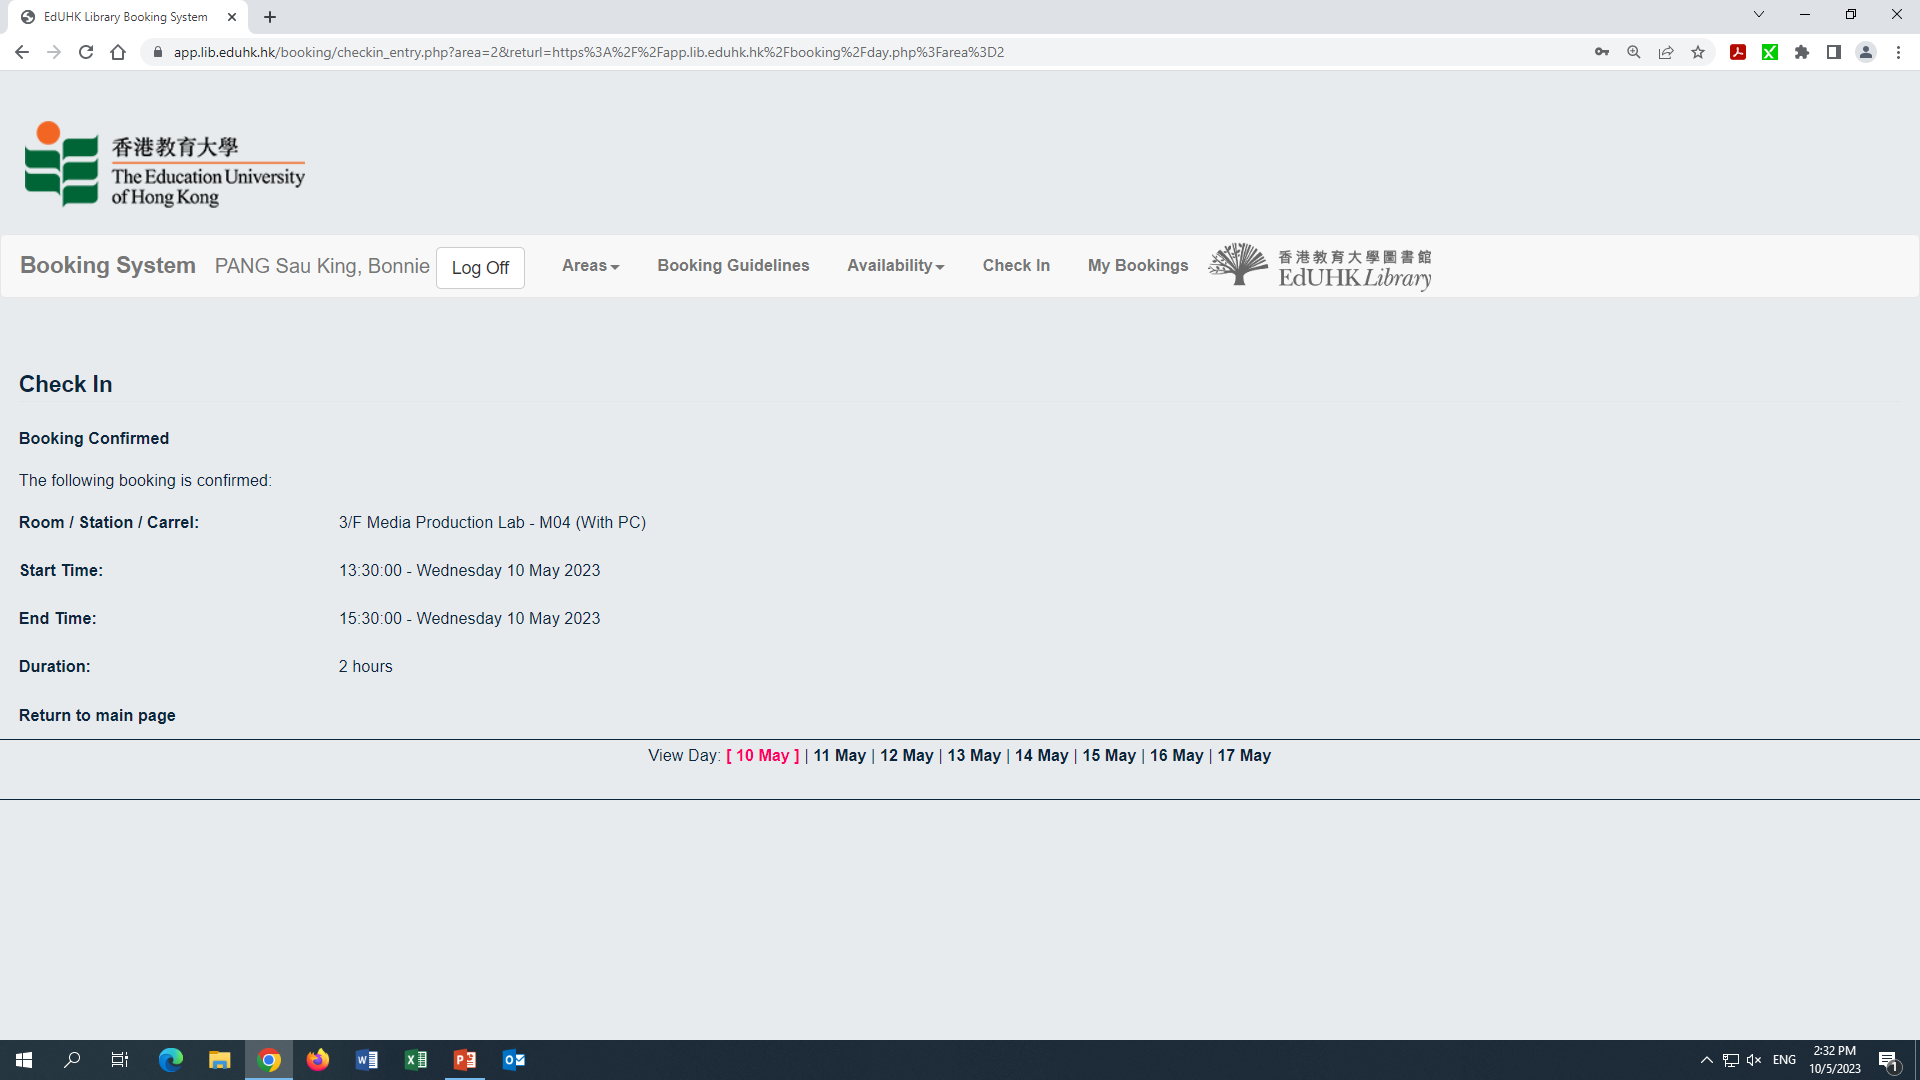 EdUHK Library Booking System
app.lib.eduhk.hk/booking/checkin_entry.php?area=2&returl=https%3A%2F%2Fapp.lib.eduhk.hk%2Fbooking%2Fday.php%3Farea%3D2
香港教育大學
The Education University
of Hong Kong
Booking System PANG Sau King, Bonnie Log Off Areas Booking Guidelines Availability Check In My Bookings
香港教育大學圖書館
EdUHK Library
Check In
Booking Confirmed
The following booking is confirmed:
Room / Station / Carrel: 3/F Media Production Lab - M04 (With PC)
Start Time: 13:30:00 - Wednesday 10 May 2023
End Time: 15:30:00 - Wednesday 10 May 2023
Duration: 2 hours
Return to main page
View Day: [ 10 May ] | 11 May | 12 May | 13 May | 14 May | 15 May | 16 May | 17 May
ENG
2:32 PM
10/5/2023
1